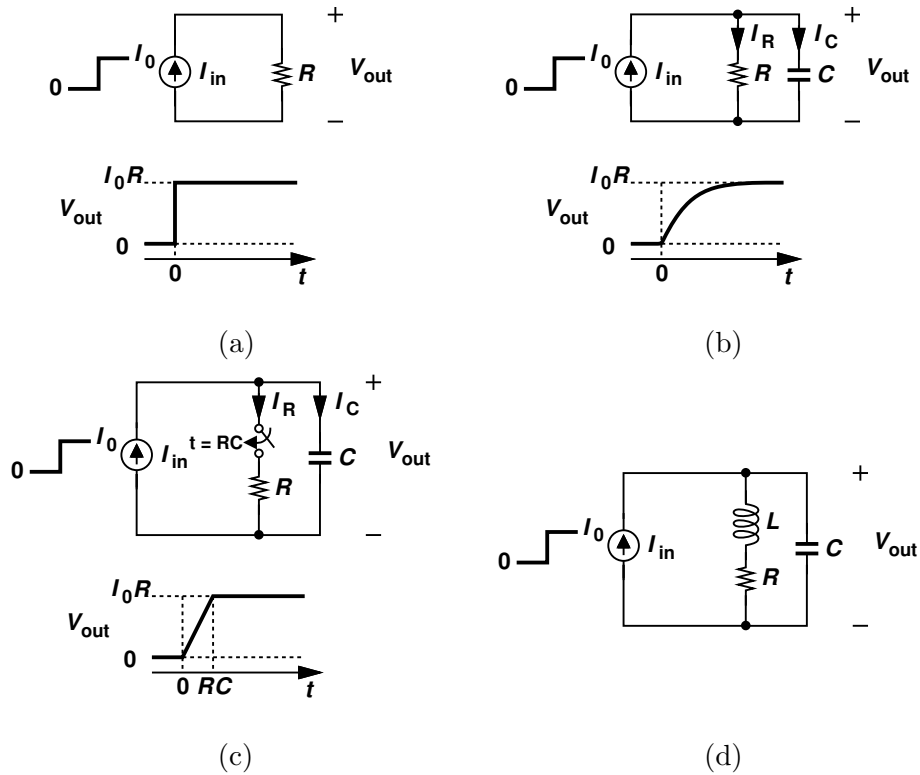 +
I0
0
Iin
R
Vout
−
I0R
Vout
0
0
t
(a)
+
IR
IC
I0
0
Iin
R
C
Vout
−
I0R
Vout
0
0
t
(b)
+
IR
IC
I0
0
Iin
t = RC
R
C
Vout
−
I0R
Vout
0
0 RC
t
(c)
+
L
I0
0
Iin
R
C
Vout
−
(d)